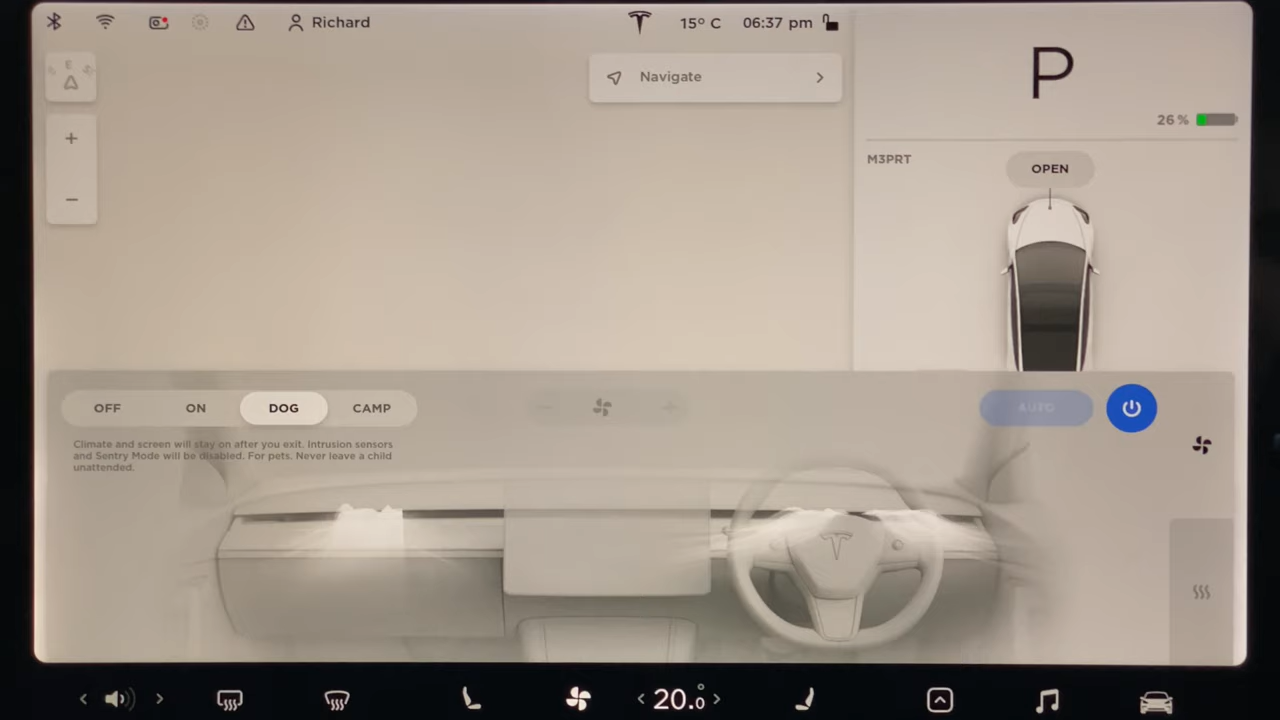 Richard
15° C
06:37 pm
E
Navigate
P
26 %
M3PRT
OPEN
+
−
OFF
ON
DOG
CAMP
Climate and screen will stay on after you exit. Intrusion sensors
and Sentry Mode will be disabled. For pets. Never leave a child
unattended.
− +
AUTO
20.0°